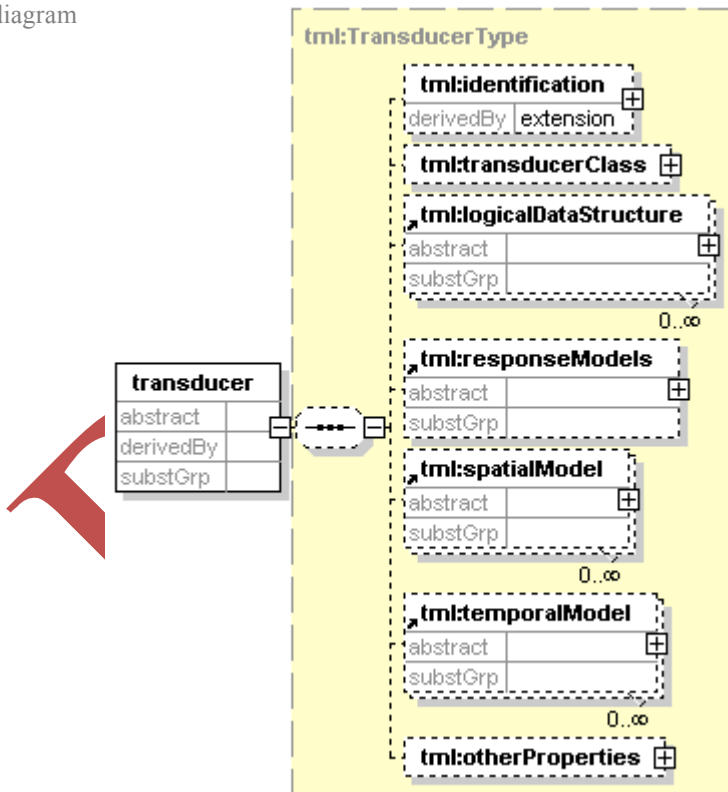 diagram
tml:TransducerType
tml:identification
derivedBy extension
tml:transducerClass
tml:logicalDataStructure
abstract
substGrp
0..∞
tml:responseModels
abstract
substGrp
transducer
abstract
derivedBy
substGrp
tml:spatialModel
abstract
substGrp
0..∞
tml:temporalModel
abstract
substGrp
0..∞
tml:otherProperties